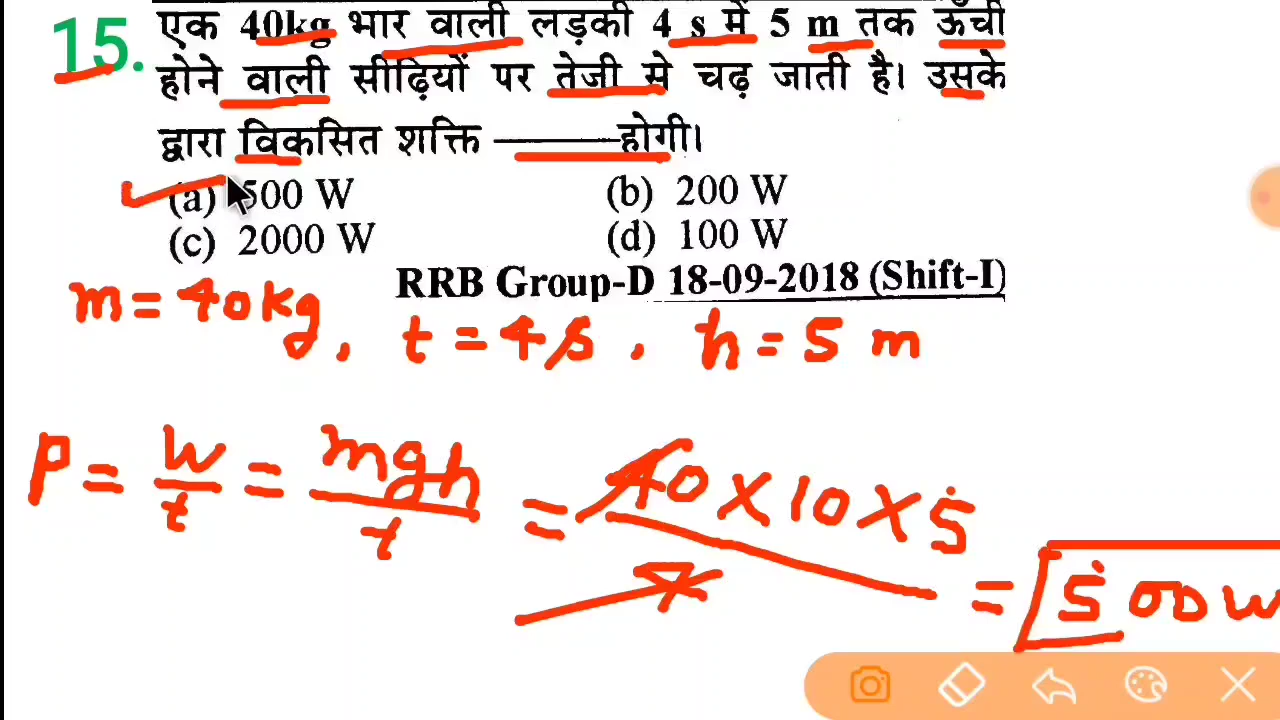 15. एक 40kg भार वाली लड़की 4 s में 5 m तक ऊँची
होने वाली सीढ़ियों पर तेजी से चढ़ जाती है। उसके
द्वारा विकसित शक्ति ——— होगी।
(a) 500 W (b) 200 W
(c) 2000 W (d) 100 W
RRB Group-D 18-09-2018 (Shift-I)
m = 40kg, t = 4s, h = 5 m
P = W/t = mgh/t = 40×10×5/4 = 500W